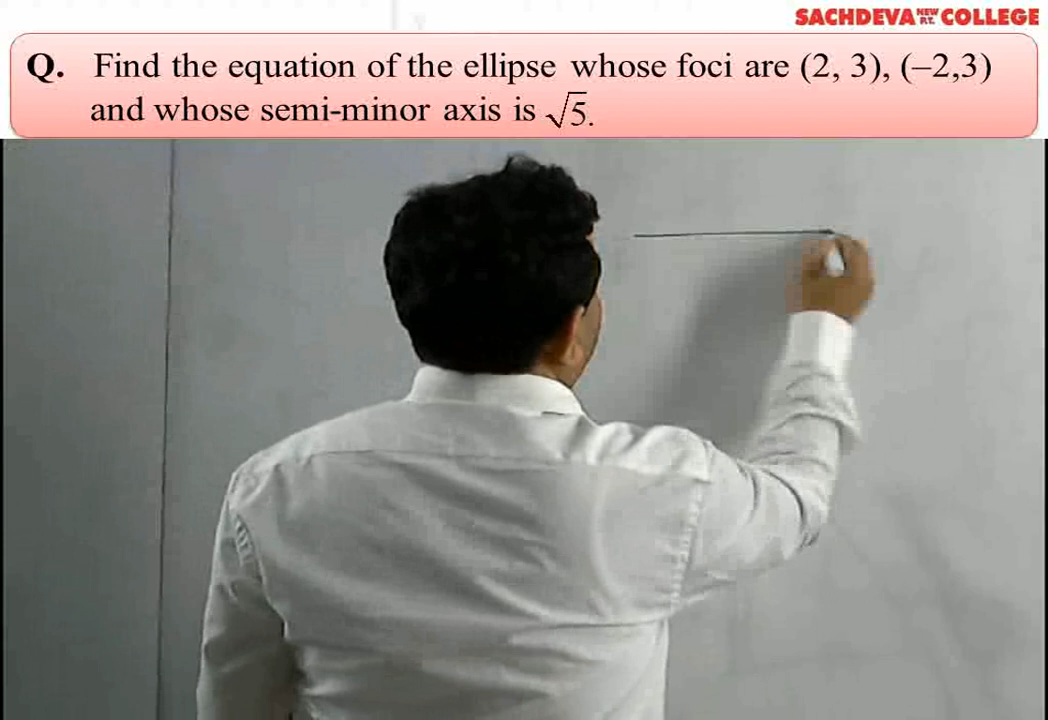 SACHDEVA NEW P.T. COLLEGE
Q. Find the equation of the ellipse whose foci are (2, 3), (–2,3)
and whose semi-minor axis is √5.